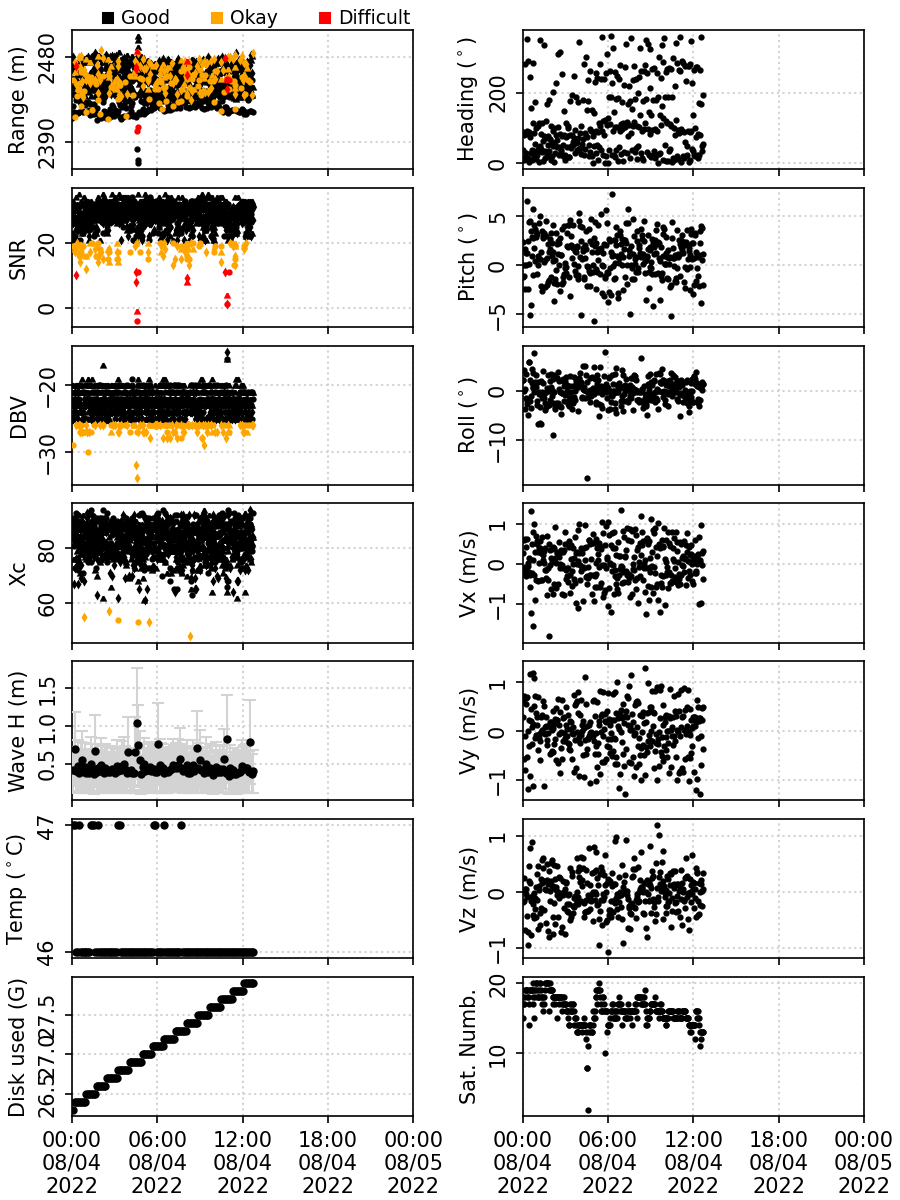 Good Okay Difficult
Range (m)
2480
2390
Heading (°)
200
0
SNR
20
0
Pitch (°)
5
0
−5
DBV
−20
−30
Roll (°)
0
−10
Xc
80
60
Vx (m/s)
1
0
−1
Wave H (m)
1.5
1.0
0.5
Vy (m/s)
1
0
−1
Temp (°C)
47
46
Vz (m/s)
1
0
−1
Disk used (G)
27.5
27.0
26.5
Sat. Numb.
20
10
00:00 06:00 12:00 18:00 00:00
08/04 08/04 08/04 08/04 08/05
2022 2022 2022 2022 2022
00:00 06:00 12:00 18:00 00:00
08/04 08/04 08/04 08/04 08/05
2022 2022 2022 2022 2022